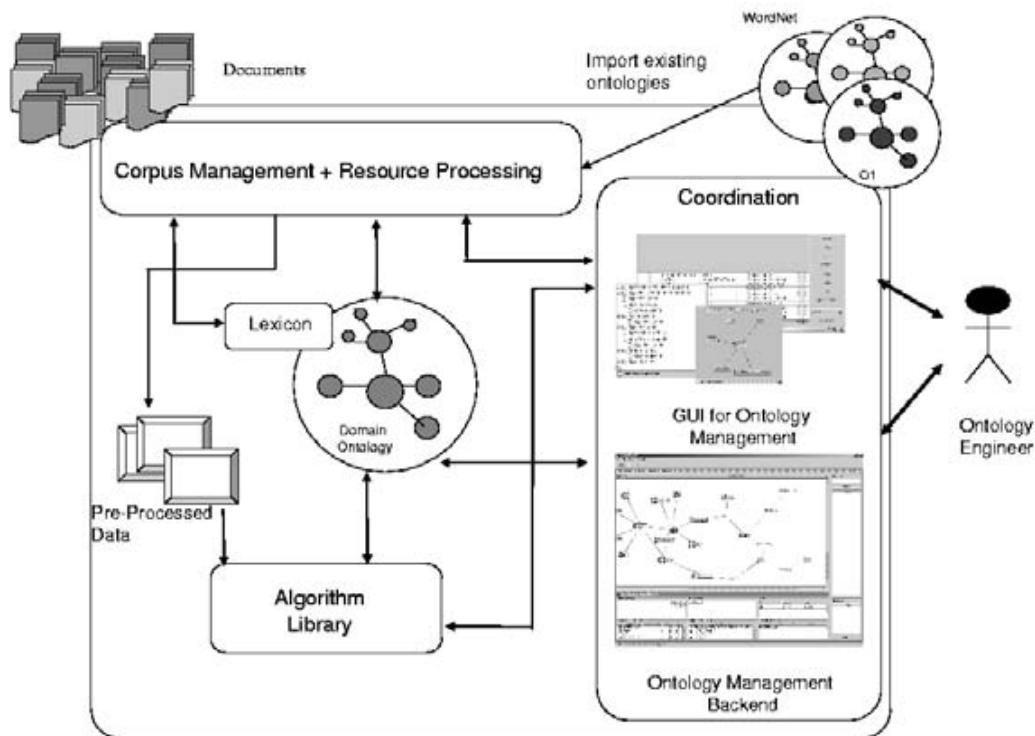 WordNet
Documents
Import existing
ontologies
Corpus Management + Resource Processing
O1
Coordination
Lexicon
Domain
Ontology
GUI for Ontology
Management
Ontology
Engineer
Pre-Processed
Data
Algorithm
Library
Ontology Management
Backend